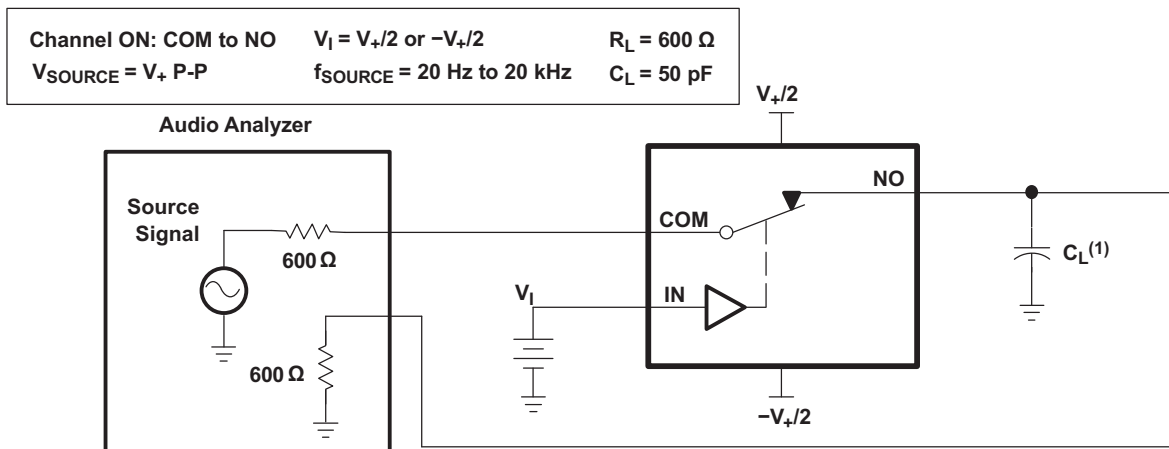 Channel ON: COM to NO V_I = V_+/2 or −V_+/2 R_L = 600 Ω
V_SOURCE = V_+ P-P f_SOURCE = 20 Hz to 20 kHz C_L = 50 pF
Audio Analyzer
V_+/2
NO
Source
Signal
COM
600 Ω
C_L^(1)
V_I
IN
600 Ω
−V_+/2